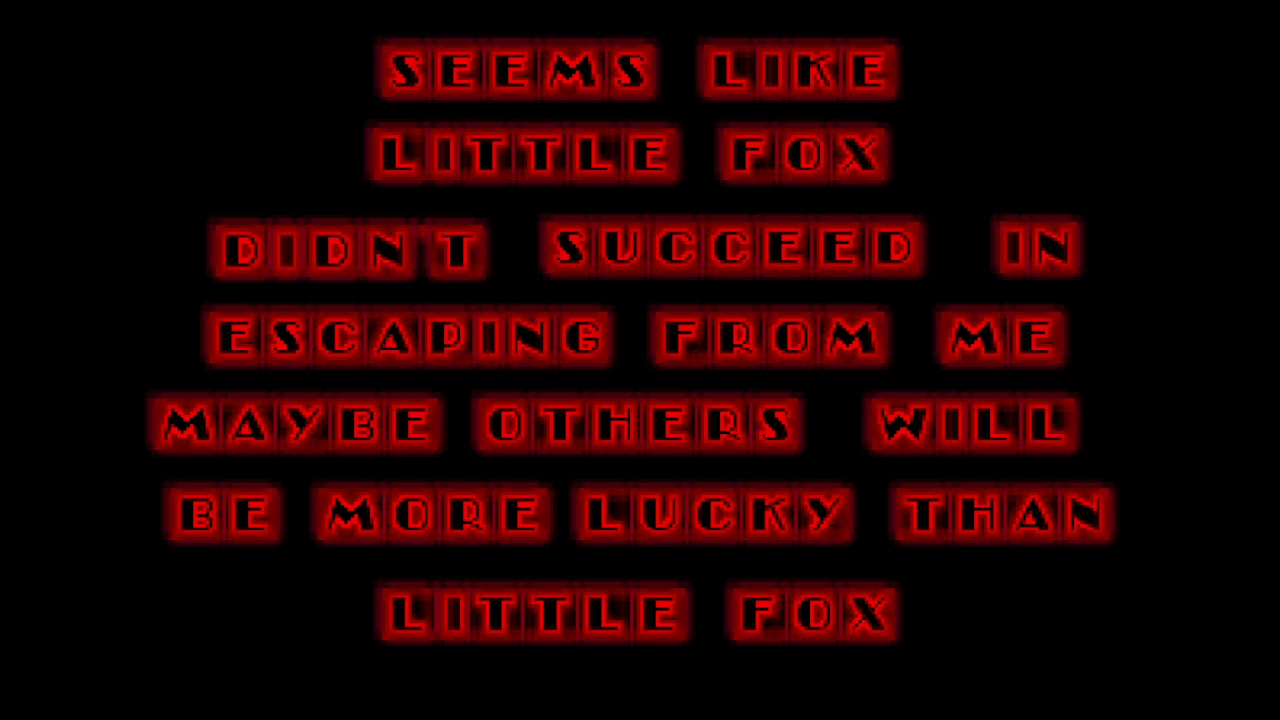 SEEMS LIKE
LITTLE FOX
DIDN'T SUCCEED IN
ESCAPING FROM ME
MAYBE OTHERS WILL
BE MORE LUCKY THAN
LITTLE FOX